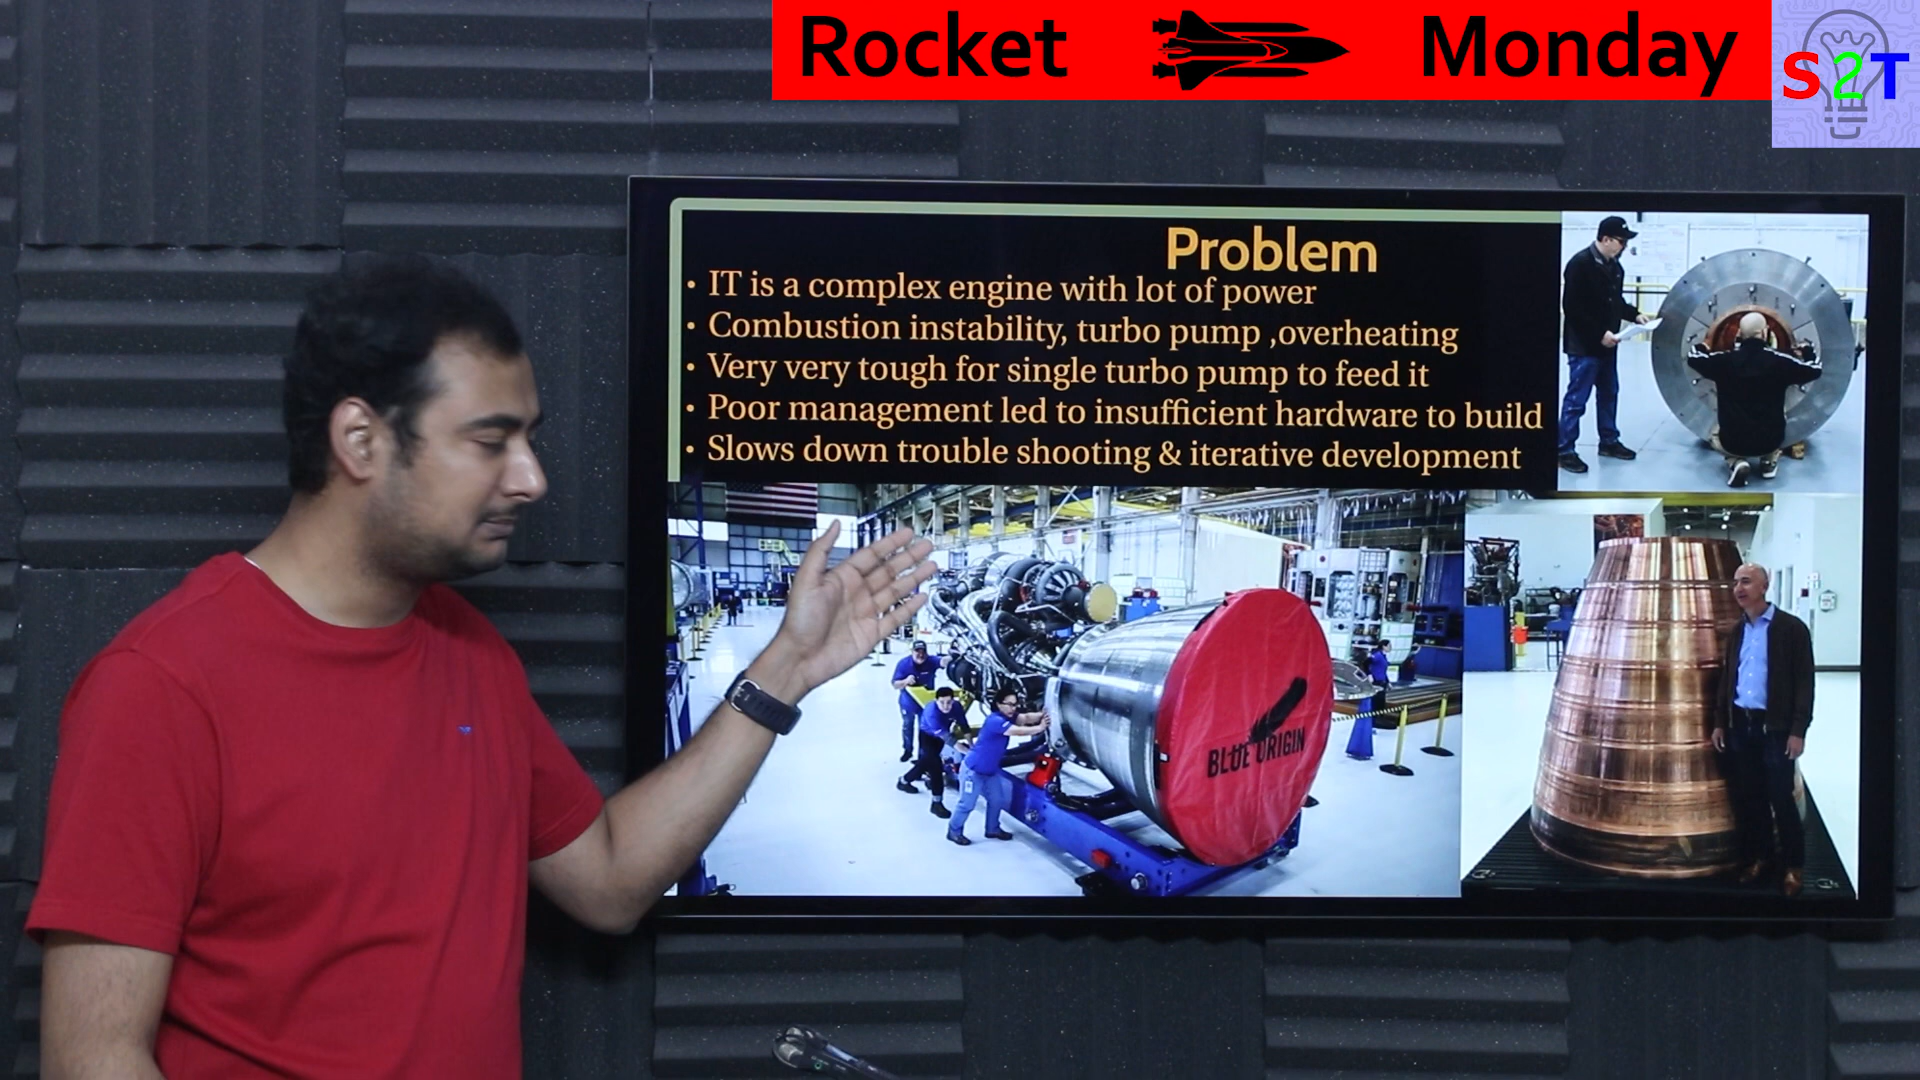 Rocket Monday
S2T
Problem
• IT is a complex engine with lot of power
• Combustion instability, turbo pump ,overheating
• Very very tough for single turbo pump to feed it
• Poor management led to insufficient hardware to build
• Slows down trouble shooting & iterative development
BLUE ORIGIN